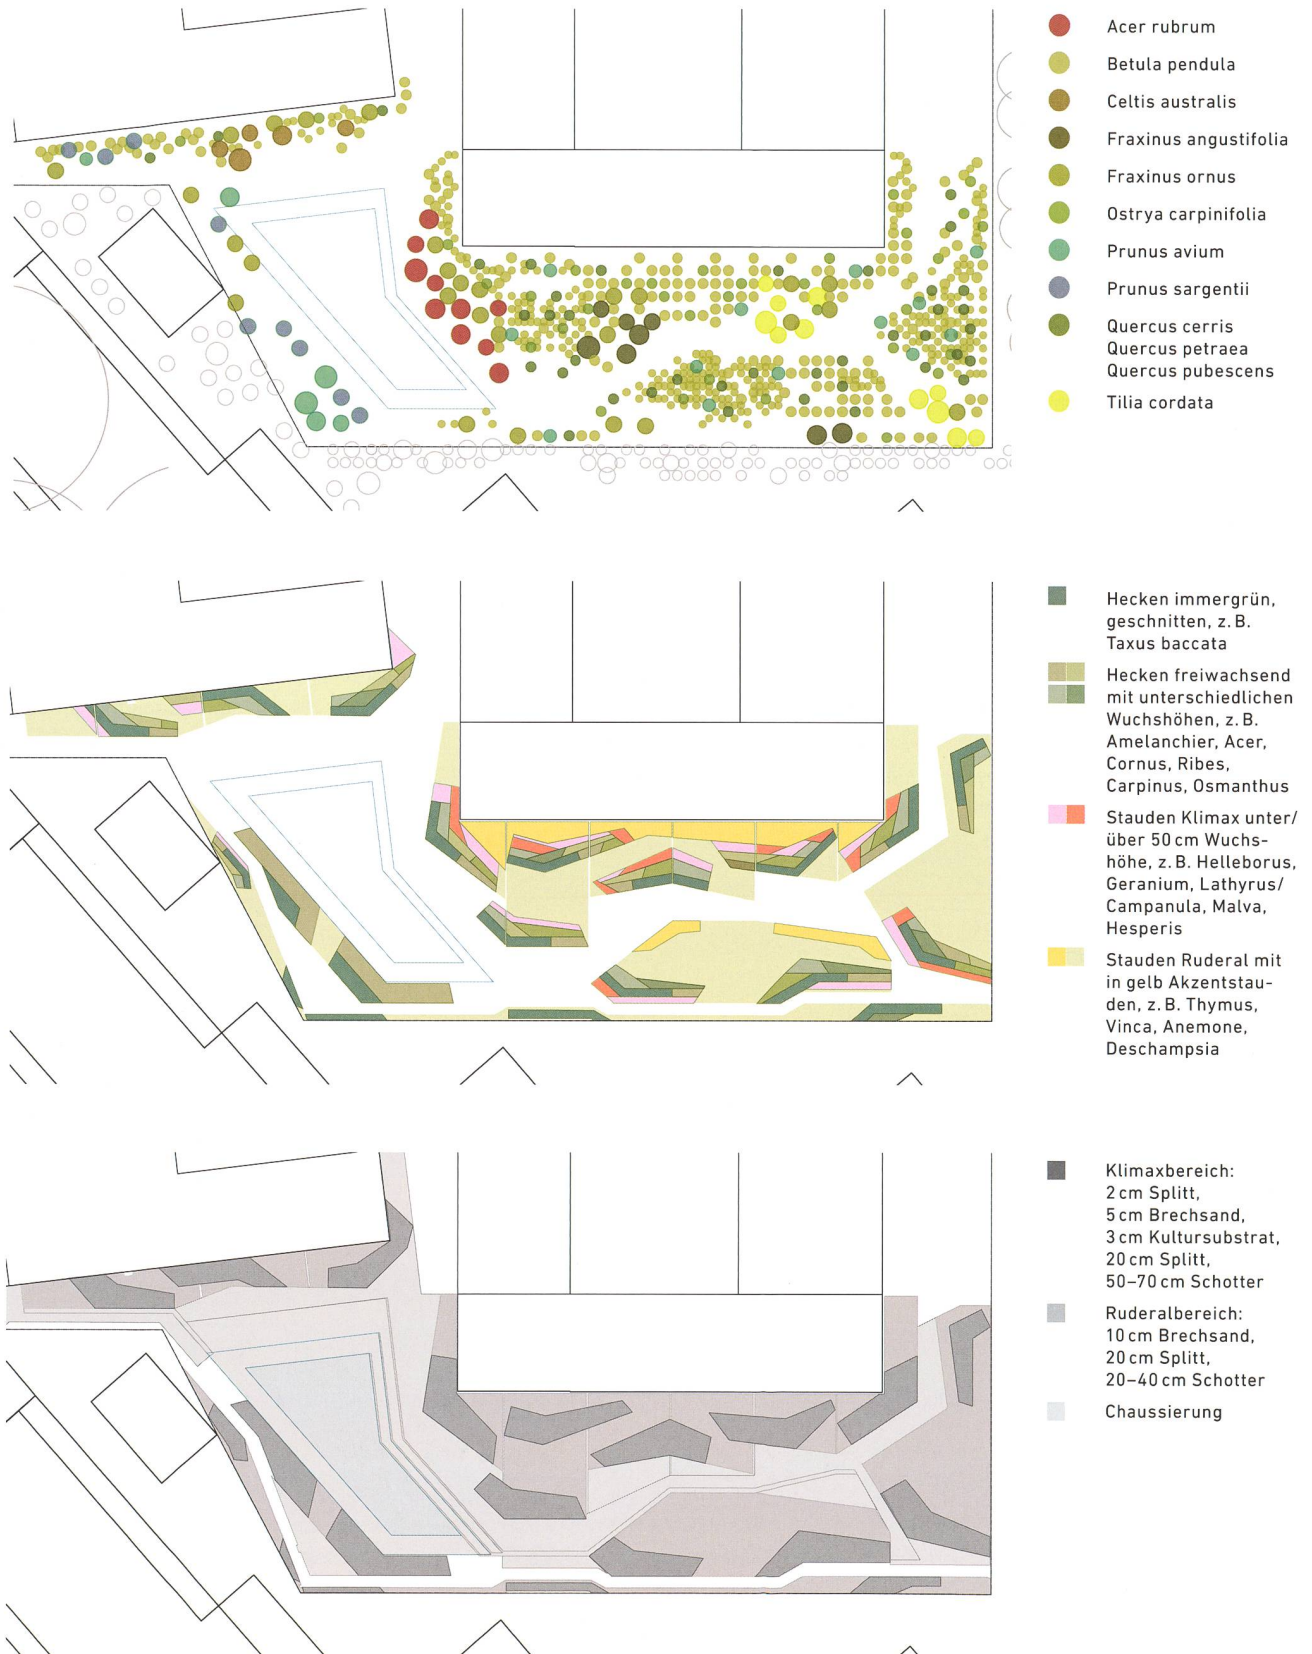 Acer rubrum
Betula pendula
Celtis australis
Fraxinus angustifolia
Fraxinus ornus
Ostrya carpinifolia
Prunus avium
Prunus sargentii
Quercus cerris
Quercus petraea
Quercus pubescens
Tilia cordata
Hecken immergrün,
geschnitten, z. B.
Taxus baccata
Hecken freiwachsend
mit unterschiedlichen
Wuchshöhen, z. B.
Amelanchier, Acer,
Cornus, Ribes,
Carpinus, Osmanthus
Stauden Klimax unter/
über 50 cm Wuchs-
höhe, z. B. Helleborus,
Geranium, Lathyrus/
Campanula, Malva,
Hesperis
Stauden Ruderal mit
in gelb Akzentstau-
den, z. B. Thymus,
Vinca, Anemone,
Deschampsia
Klimaxbereich:
2 cm Splitt,
5 cm Brechsand,
3 cm Kultursubstrat,
20 cm Splitt,
50–70 cm Schotter
Ruderalbereich:
10 cm Brechsand,
20 cm Splitt,
20–40 cm Schotter
Chaussierung